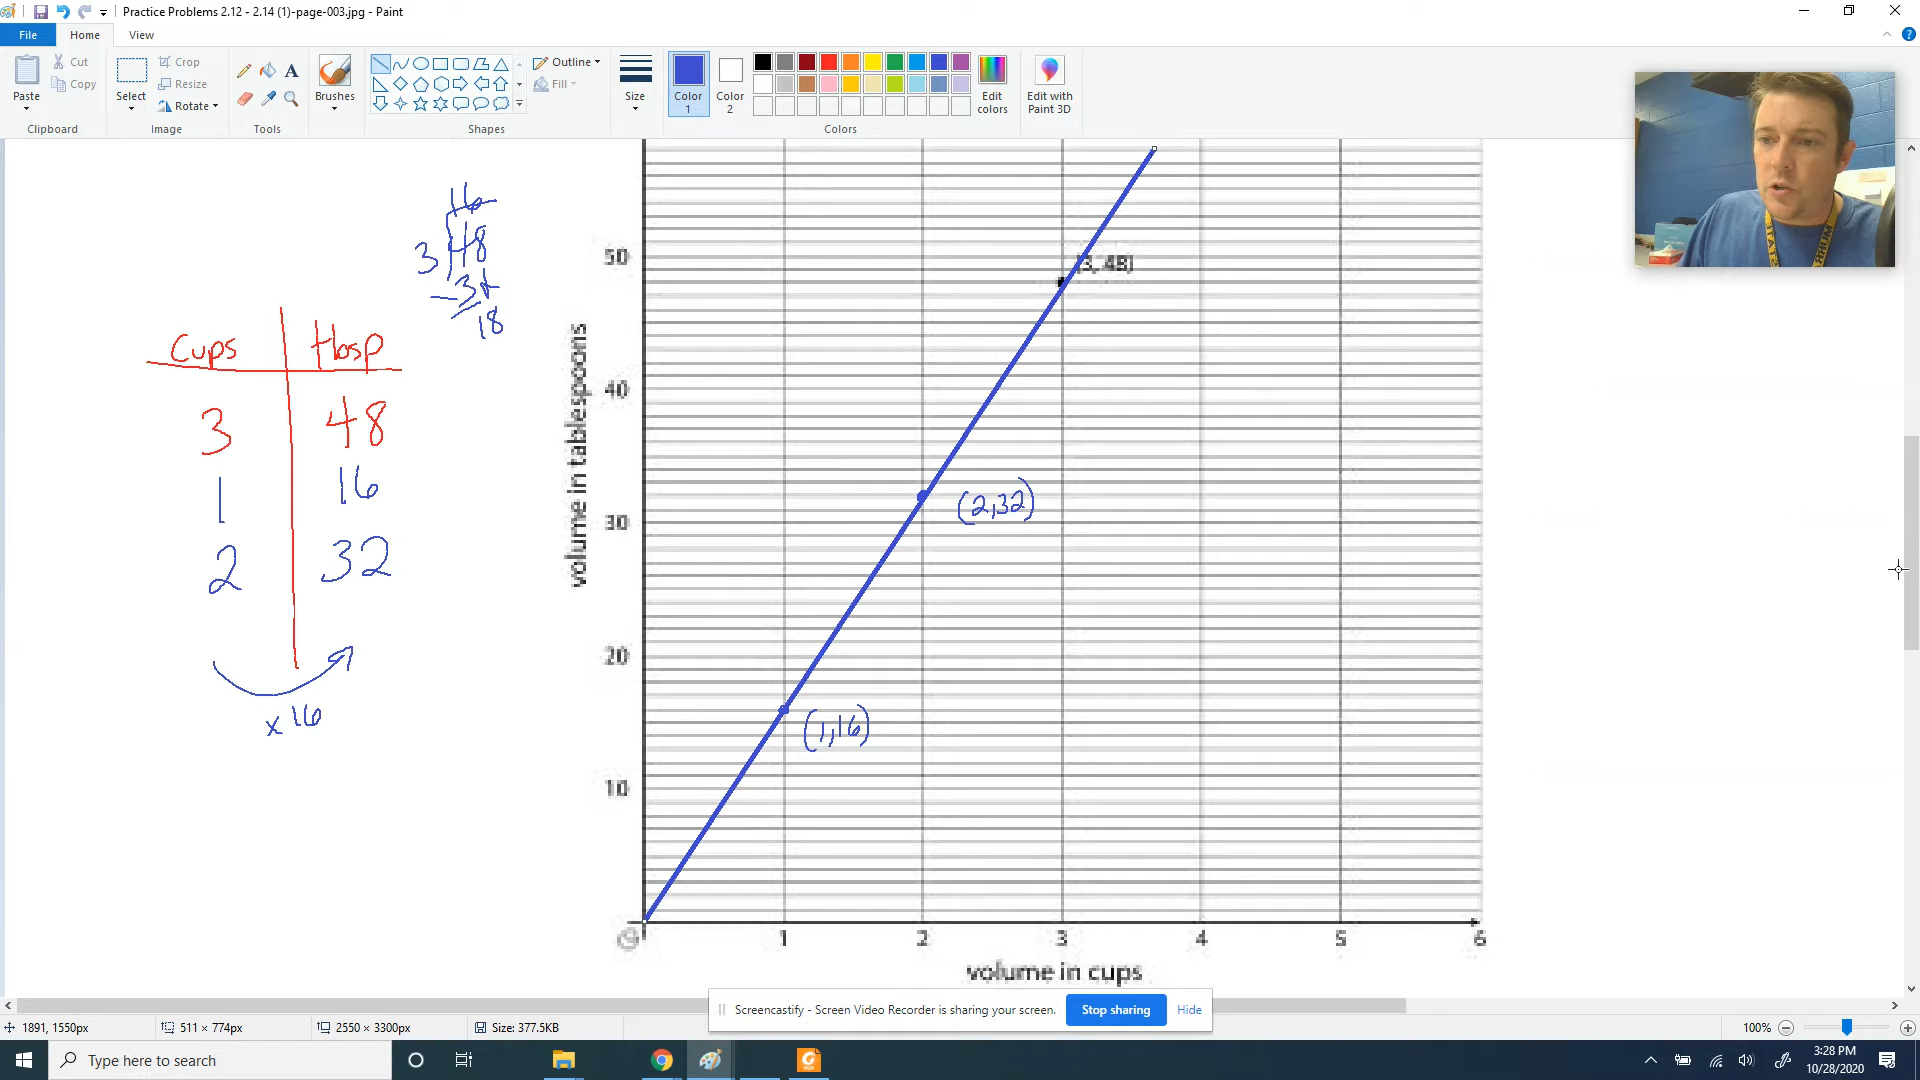 Practice Problems 2.12 - 2.14 (1)-page-003.jpg - Paint
File Home View
Paste
Cut
Copy
Clipboard
Select
Crop
Resize
Rotate
Image
A
Tools
Brushes
Outline
Fill
Shapes
Size
Color 1
Color 2
Edit colors
Edit with Paint 3D
Colors
16
3 48
-3
18
Cups Tbsp
3 48
1 16
2 32
x 16
volume in tablespoons
50
40
30
20
10
(3, 48)
(2,32)
(1,16)
1 2 3 4 5 6
volume in cups
Screencastify - Screen Video Recorder is sharing your screen. Stop sharing Hide
1891, 1550px 511 × 774px 2550 × 3300px Size: 377.5KB 100%
Type here to search
3:28 PM
10/28/2020